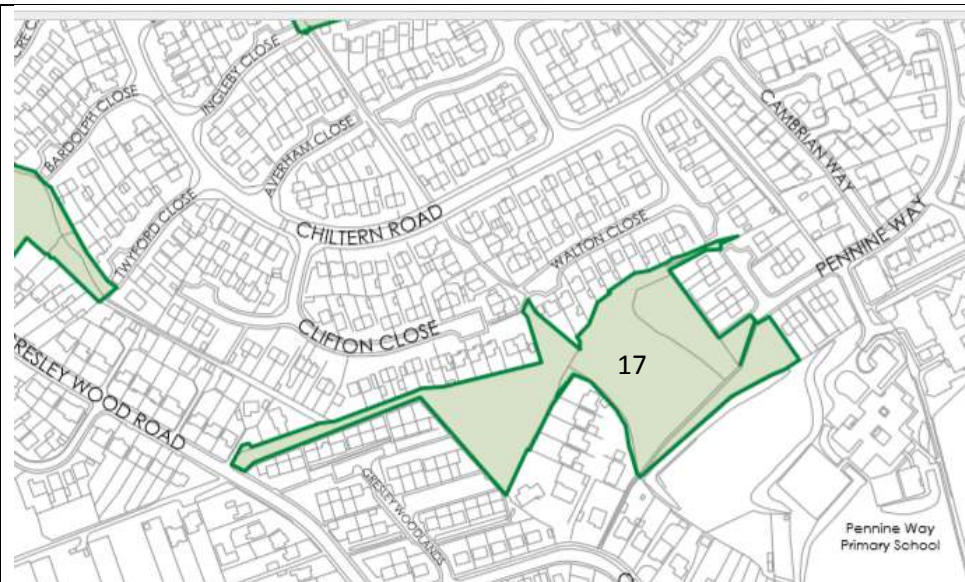 INGLEBY CLOSE
BARDOLPH CLOSE
AVERHAM CLOSE
CAMBRIAN WAY
TWYFORD CLOSE
CHILTERN ROAD
WALTON CLOSE
PENNINE WAY
CLIFTON CLOSE
RESLEY WOOD ROAD
17
GRESLEY WOODLANDS
Pennine Way
Primary School